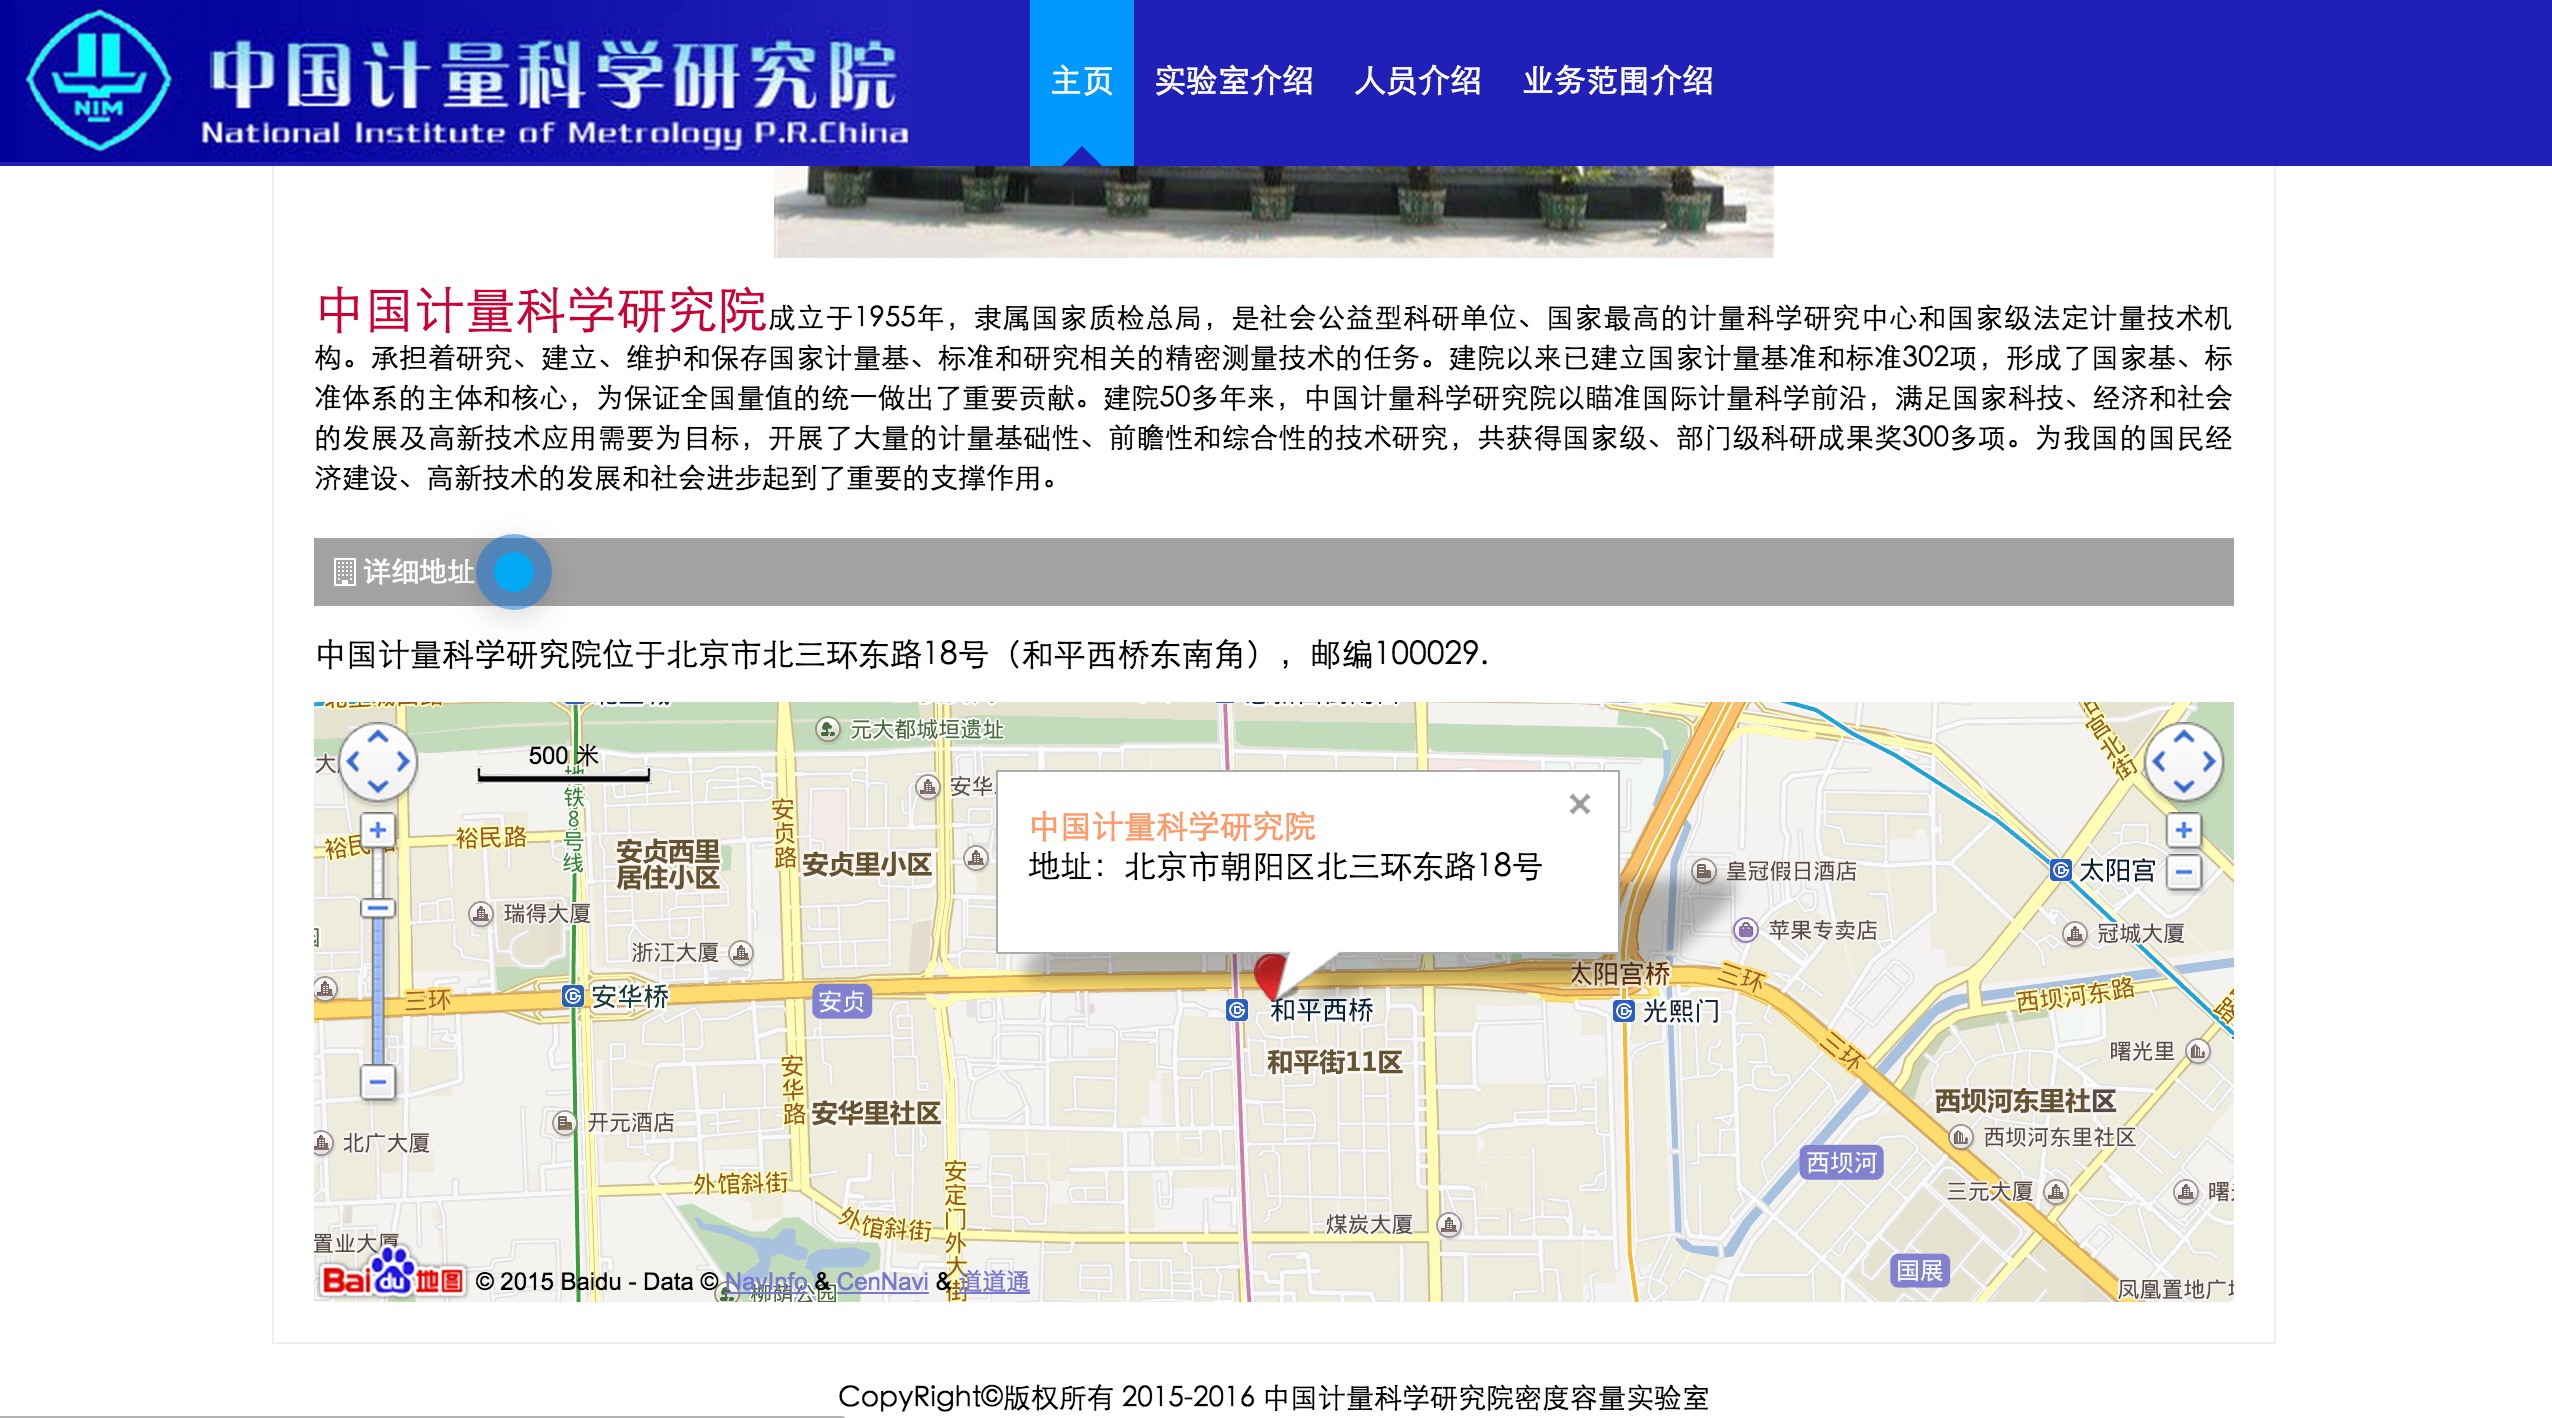 中国计量科学研究院
NIM
National Institute of Metrology P.R.China
主页 实验室介绍 人员介绍 业务范围介绍
中国计量科学研究院成立于1955年，隶属国家质检总局，是社会公益型科研单位、国家最高的计量科学研究中心和国家级法定计量技术机
构。承担着研究、建立、维护和保存国家计量基、标准和研究相关的精密测量技术的任务。建院以来已建立国家计量基准和标准302项，形成了国家基、标
准体系的主体和核心，为保证全国量值的统一做出了重要贡献。建院50多年来，中国计量科学研究院以瞄准国际计量科学前沿，满足国家科技、经济和社会
的发展及高新技术应用需要为目标，开展了大量的计量基础性、前瞻性和综合性的技术研究，共获得国家级、部门级科研成果奖300多项。为我国的国民经
济建设、高新技术的发展和社会进步起到了重要的支撑作用。
详细地址
中国计量科学研究院位于北京市北三环东路18号（和平西桥东南角），邮编100029.
元大都城垣遗址
500 米
地铁8号线
安华
宫北街
安贞路
裕民
裕民路
安贞西里
居住小区
安贞里小区
中国计量科学研究院
地址：北京市朝阳区北三环东路18号
皇冠假日酒店
太阳宫
瑞得大厦
苹果专卖店
冠城大厦
浙江大厦
太阳宫桥
三环
三环
安华桥
安贞
和平西桥
光熙门
西坝河东路
路
三环
曙光里
和平街11区
安华路
安华里社区
西坝河东里社区
开元酒店
西坝河东里社区
北广大厦
西坝河
外馆斜街
安定门外大街
三元大厦
曙
外馆斜街
煤炭大厦
置业大厦
国展
Baidu地图
© 2015 Baidu - Data © NavInfo & CenNavi & 道道通
柳荫公园
凤凰置地广
CopyRight©版权所有 2015-2016 中国计量科学研究院密度容量实验室